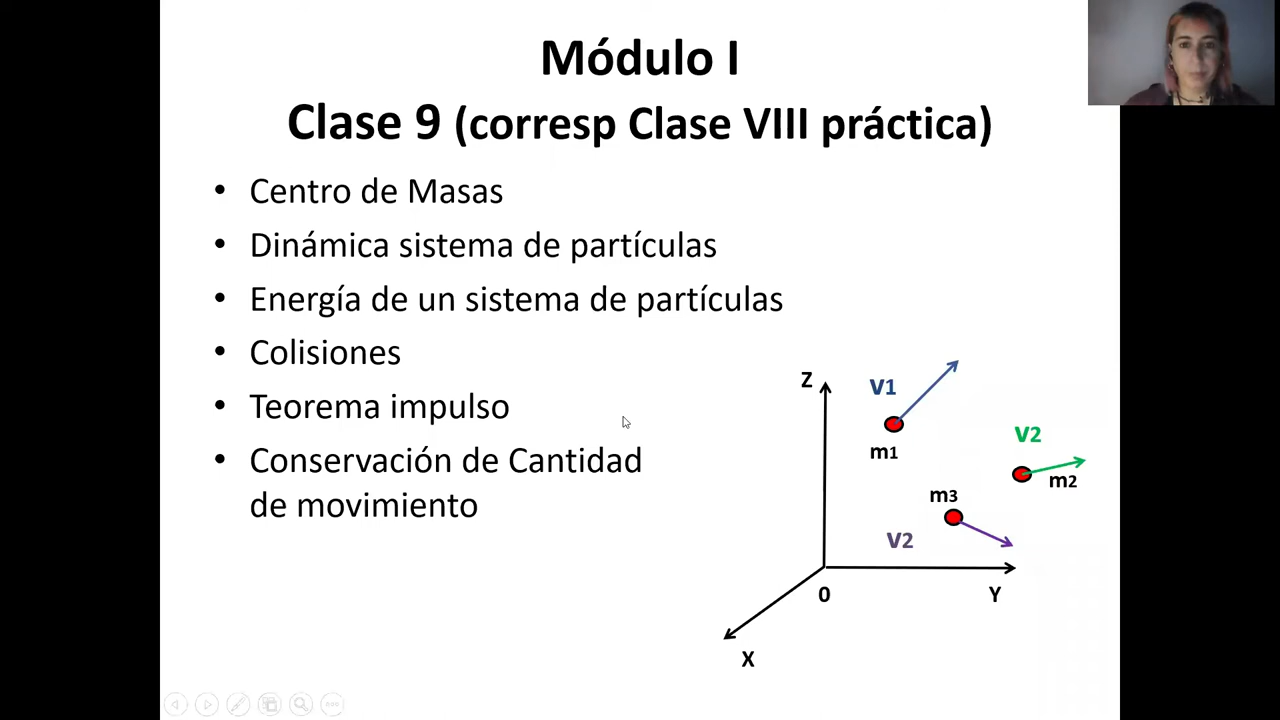 Módulo I
Clase 9 (corresp Clase VIII práctica)
• Centro de Masas
• Dinámica sistema de partículas
• Energía de un sistema de partículas
• Colisiones
• Teorema impulso
• Conservación de Cantidad
de movimiento
Z
V1
m1
V2
m2
m3
V2
0
Y
X